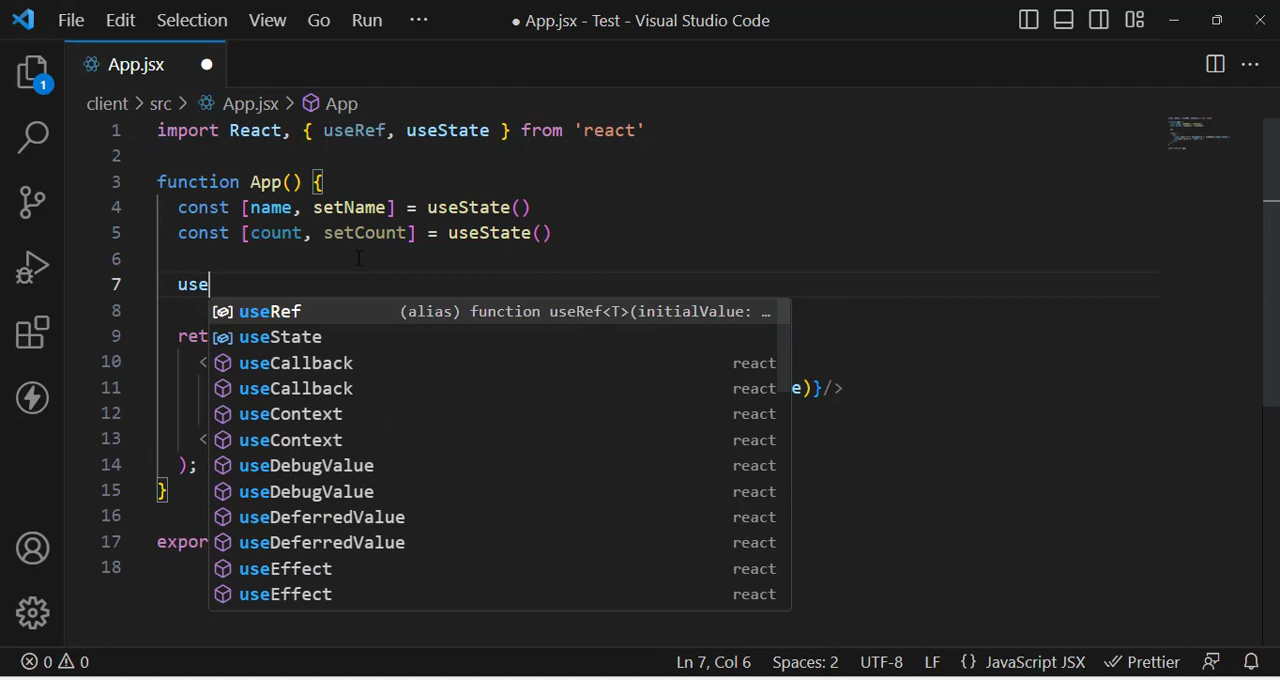 File Edit Selection View Go Run ··· ● App.jsx - Test - Visual Studio Code
App.jsx ●
1
client > src > App.jsx > App
1 import React, { useRef, useState } from 'react'
2
3 function App() {
4 const [name, setName] = useState()
5 const [count, setCount] = useState()
6
7 use
8 useRef (alias) function useRef<T>(initialValue: …
9 ret useState
10 < useCallback react
11 useCallback react e)}/>
12 useContext react
13 < useContext react
14 ); useDebugValue react
15 } useDebugValue react
16 useDeferredValue react
17 expor useDeferredValue react
18 useEffect react
useEffect react
0 0 Ln 7, Col 6 Spaces: 2 UTF-8 LF {} JavaScript JSX Prettier